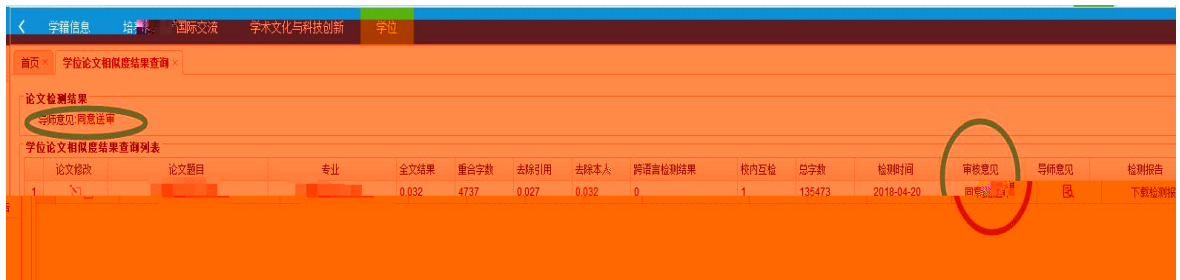 学籍信息 培 国际交流 学术文化与科技创新 学位
首页 × 学位论文相似度结果查询 ×
论文检测结果
导师意见:同意送审
学位论文相似度结果查询列表
论文修改 论文题目 专业 全文结果 重合字数 去除引用 去除本人 跨语言检测结果 校内互检 总字数 检测时间 审核意见 导师意见 检测报告
1 0.032 4737 0.027 0.032 0 1 135473 2018-04-20 同意送审 下载检测报